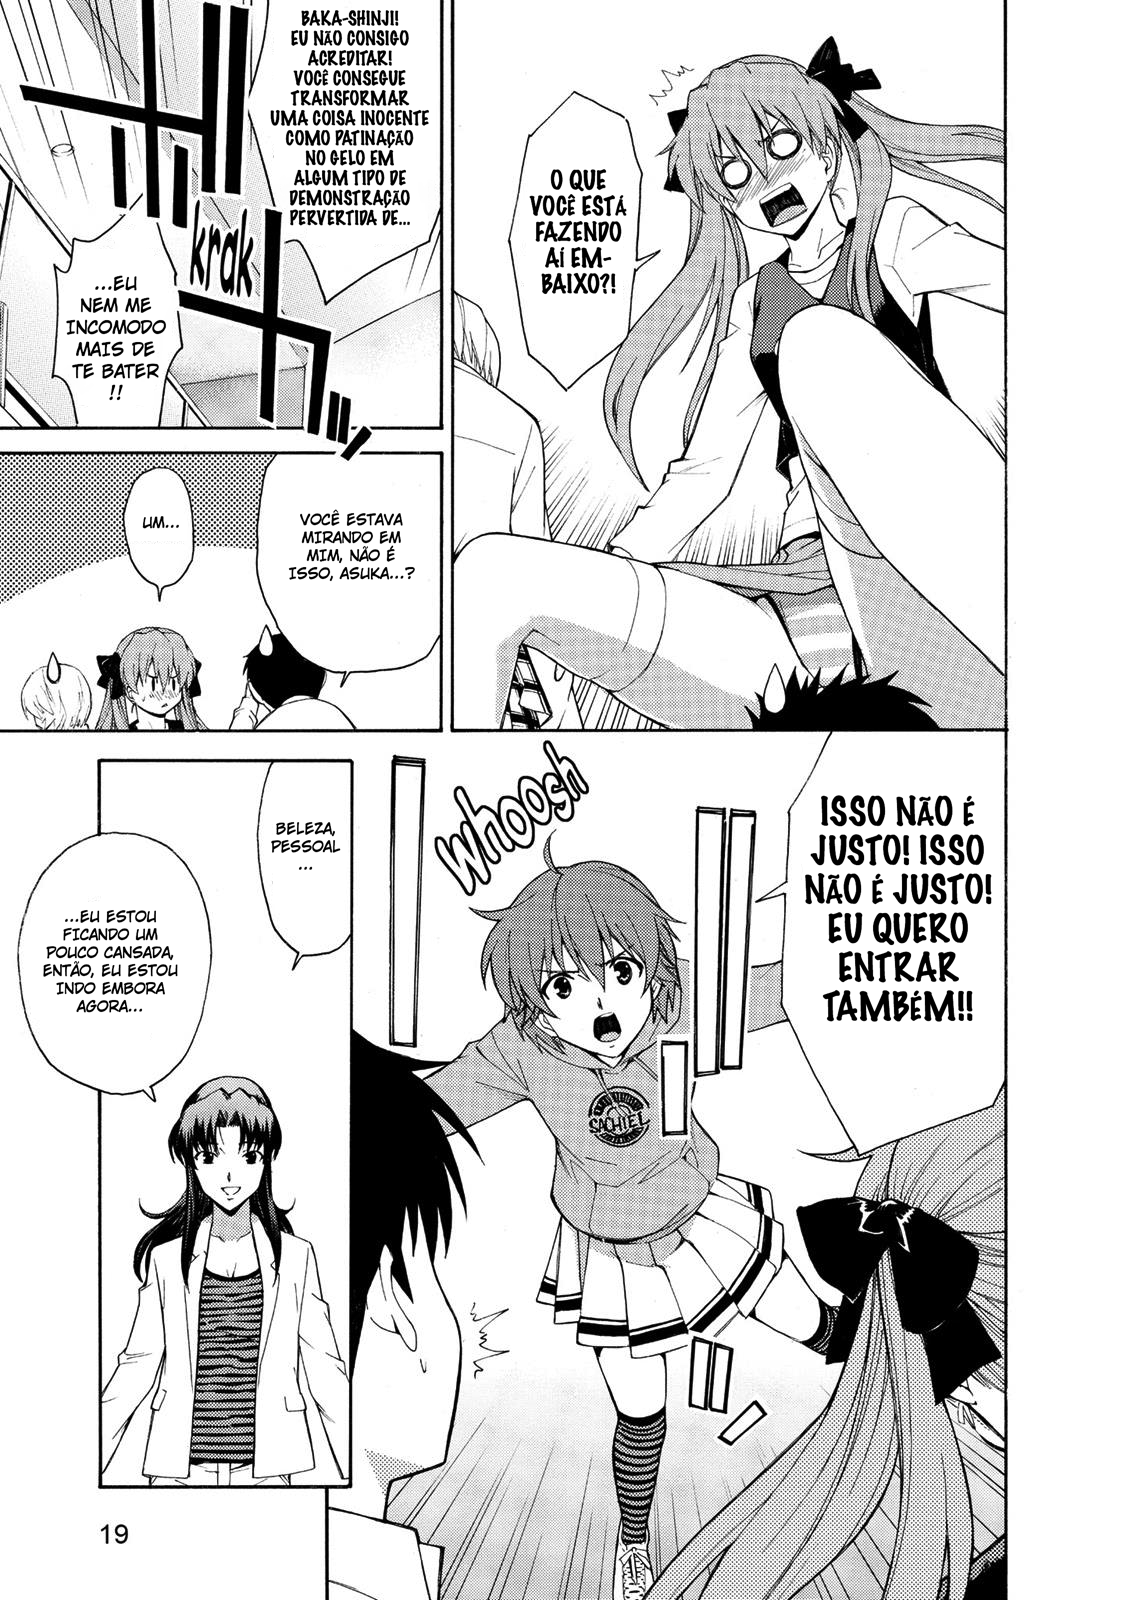 O QUE
VOCÊ ESTÁ
FAZENDO
AÍ EM-
BAIXO?!
BAKA-SHINJI!
EU NÃO CONSIGO
ACREDITAR!
VOCÊ CONSEGUE
TRANSFORMAR
UMA COISA INOCENTE
COMO PATINAÇÃO
NO GELO EM
ALGUM TIPO DE
DEMONSTRAÇÃO
PERVERTIDA DE...
krak
...EU
NEM ME
INCOMODO
MAIS DE
TE BATER
!!
VOCÊ ESTAVA
MIRANDO EM
MIM, NÃO É
ISSO, ASUKA...?
UM...
ISSO NÃO É
JUSTO! ISSO
NÃO É JUSTO!
EU QUERO
ENTRAR
TAMBÉM!!
Whoosh
SACHIEL
BELEZA,
PESSOAL
...
...EU ESTOU
FICANDO UM
POUCO CANSADA,
ENTÃO, EU ESTOU
INDO EMBORA
AGORA...
19